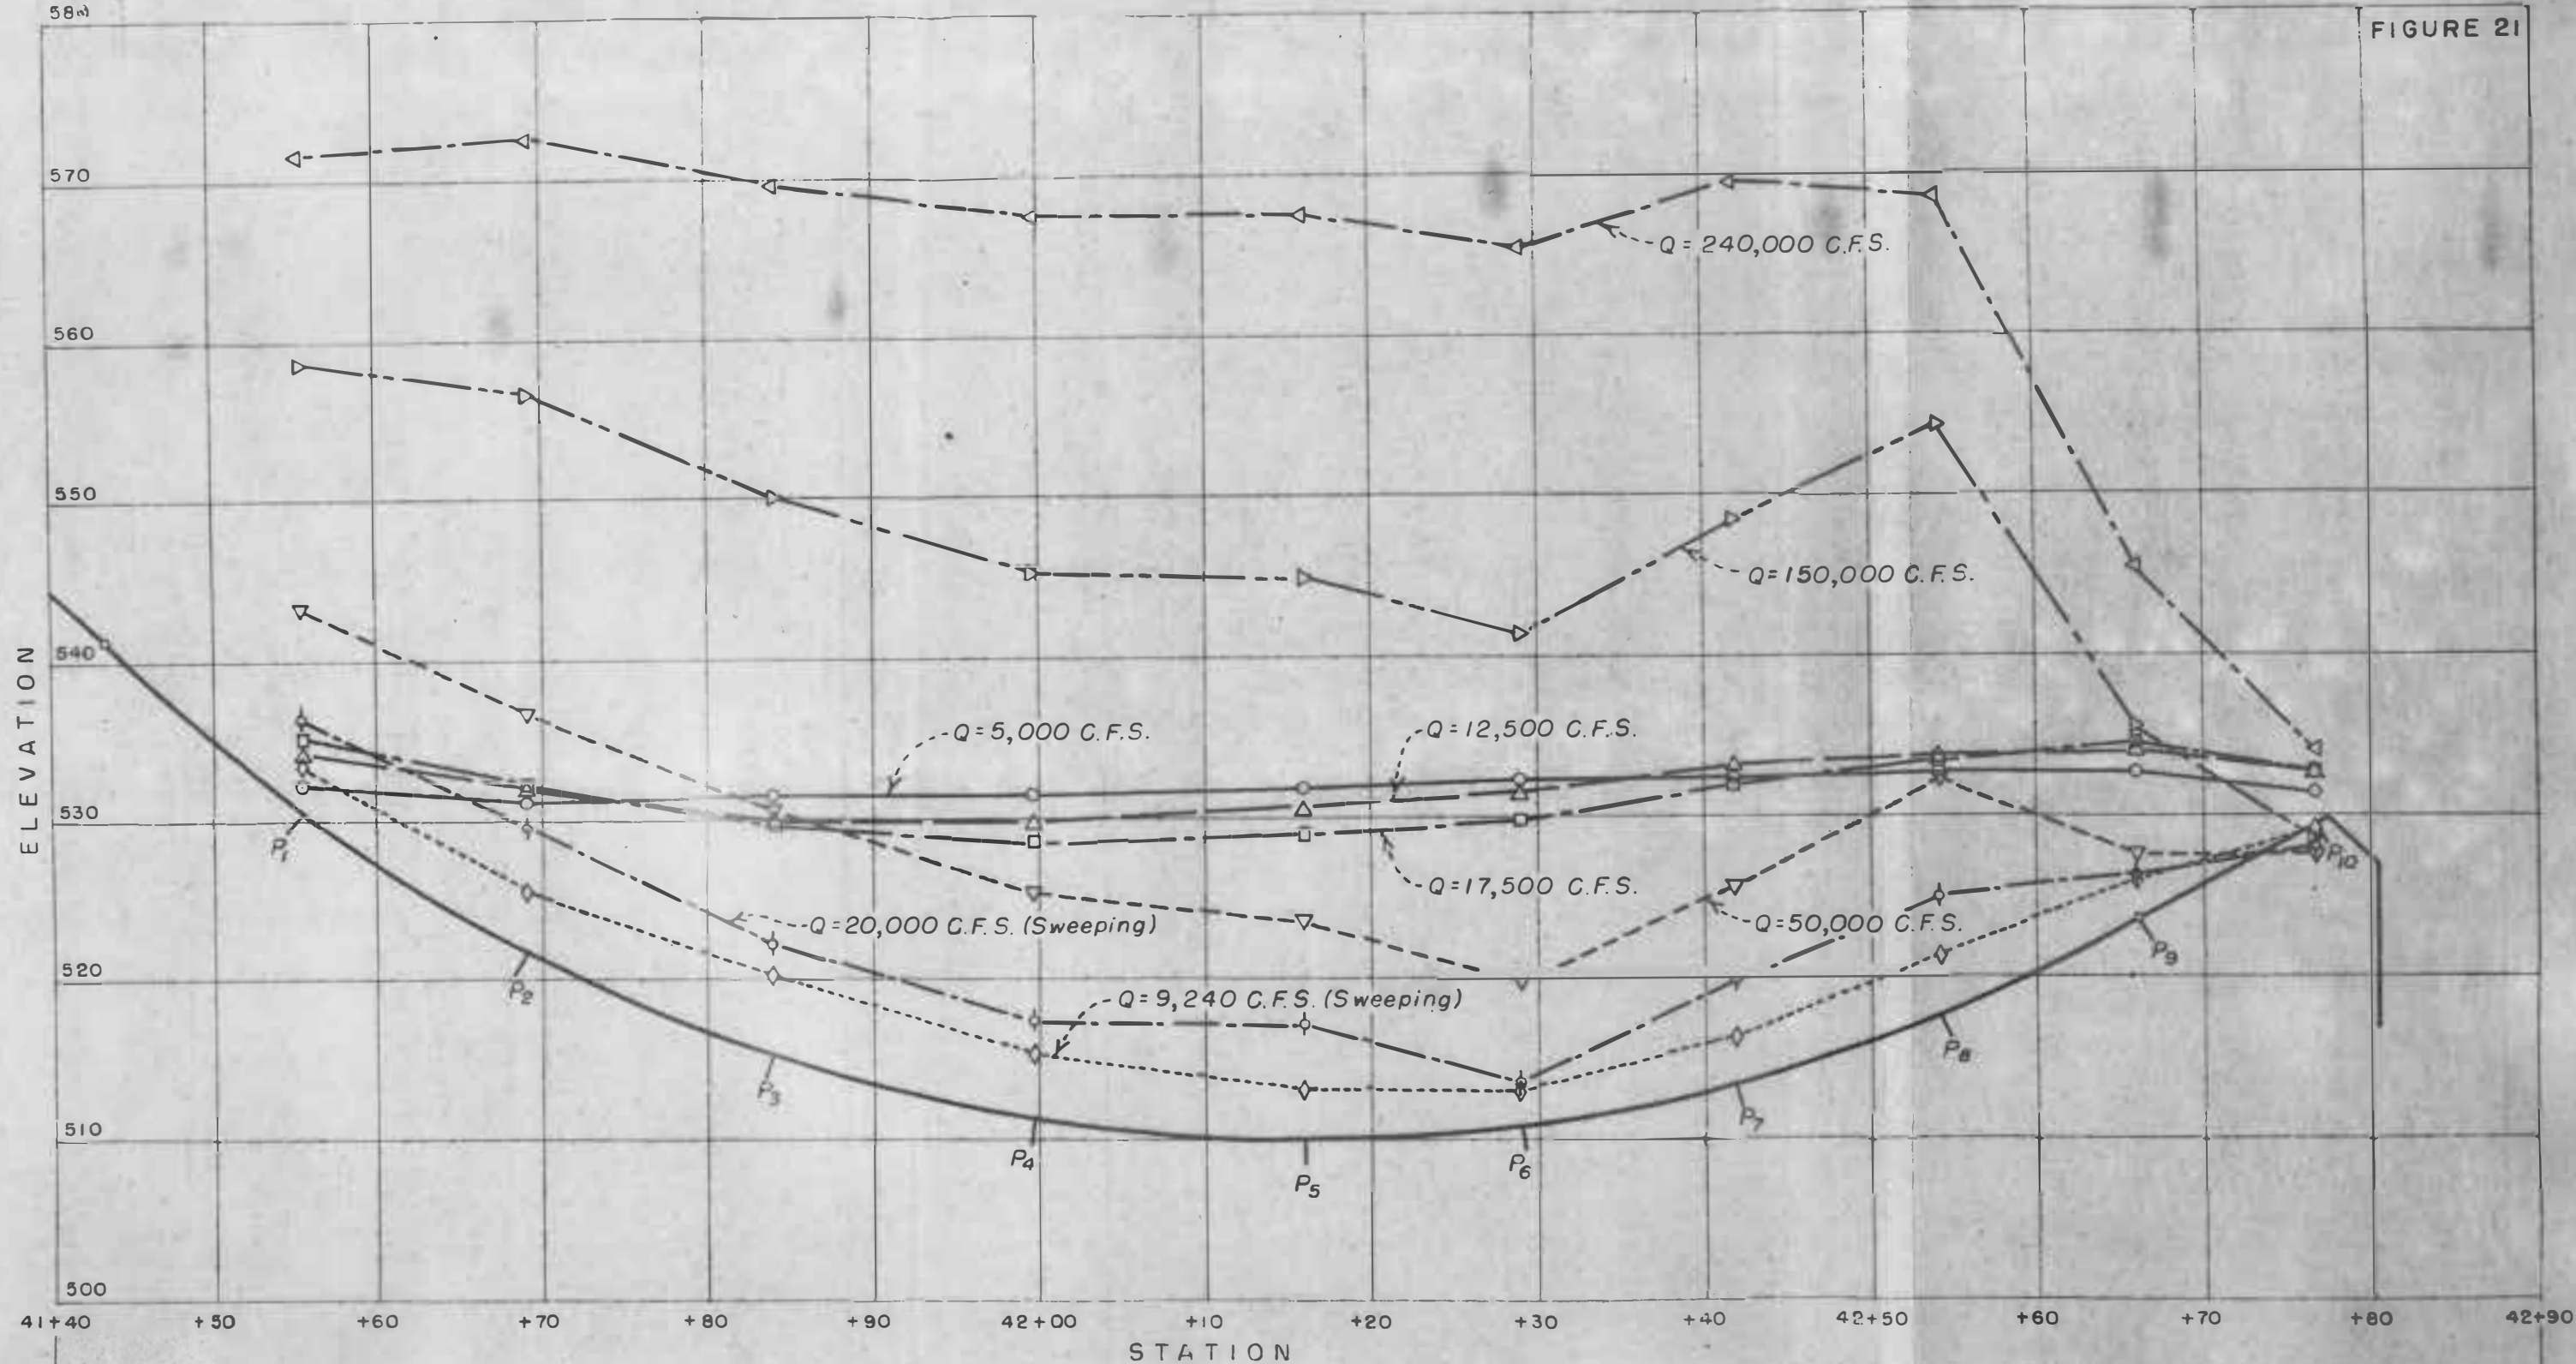 FIGURE 21
580
570
560
550
540
530
520
510
500
ELEVATION
Q = 240,000 C.F.S.
Q = 150,000 C.F.S.
Q = 5,000 C.F.S.
Q = 12,500 C.F.S.
Q = 17,500 C.F.S.
Q = 20,000 C.F.S. (Sweeping)
Q = 50,000 C.F.S.
Q = 9,240 C.F.S. (Sweeping)
P1
P2
P3
P4
P5
P6
P7
P8
P9
P10
41+40 +50 +60 +70 +80 +90 42+00 +10 +20 +30 +40 42+50 +60 +70 +80 42+90
STATION